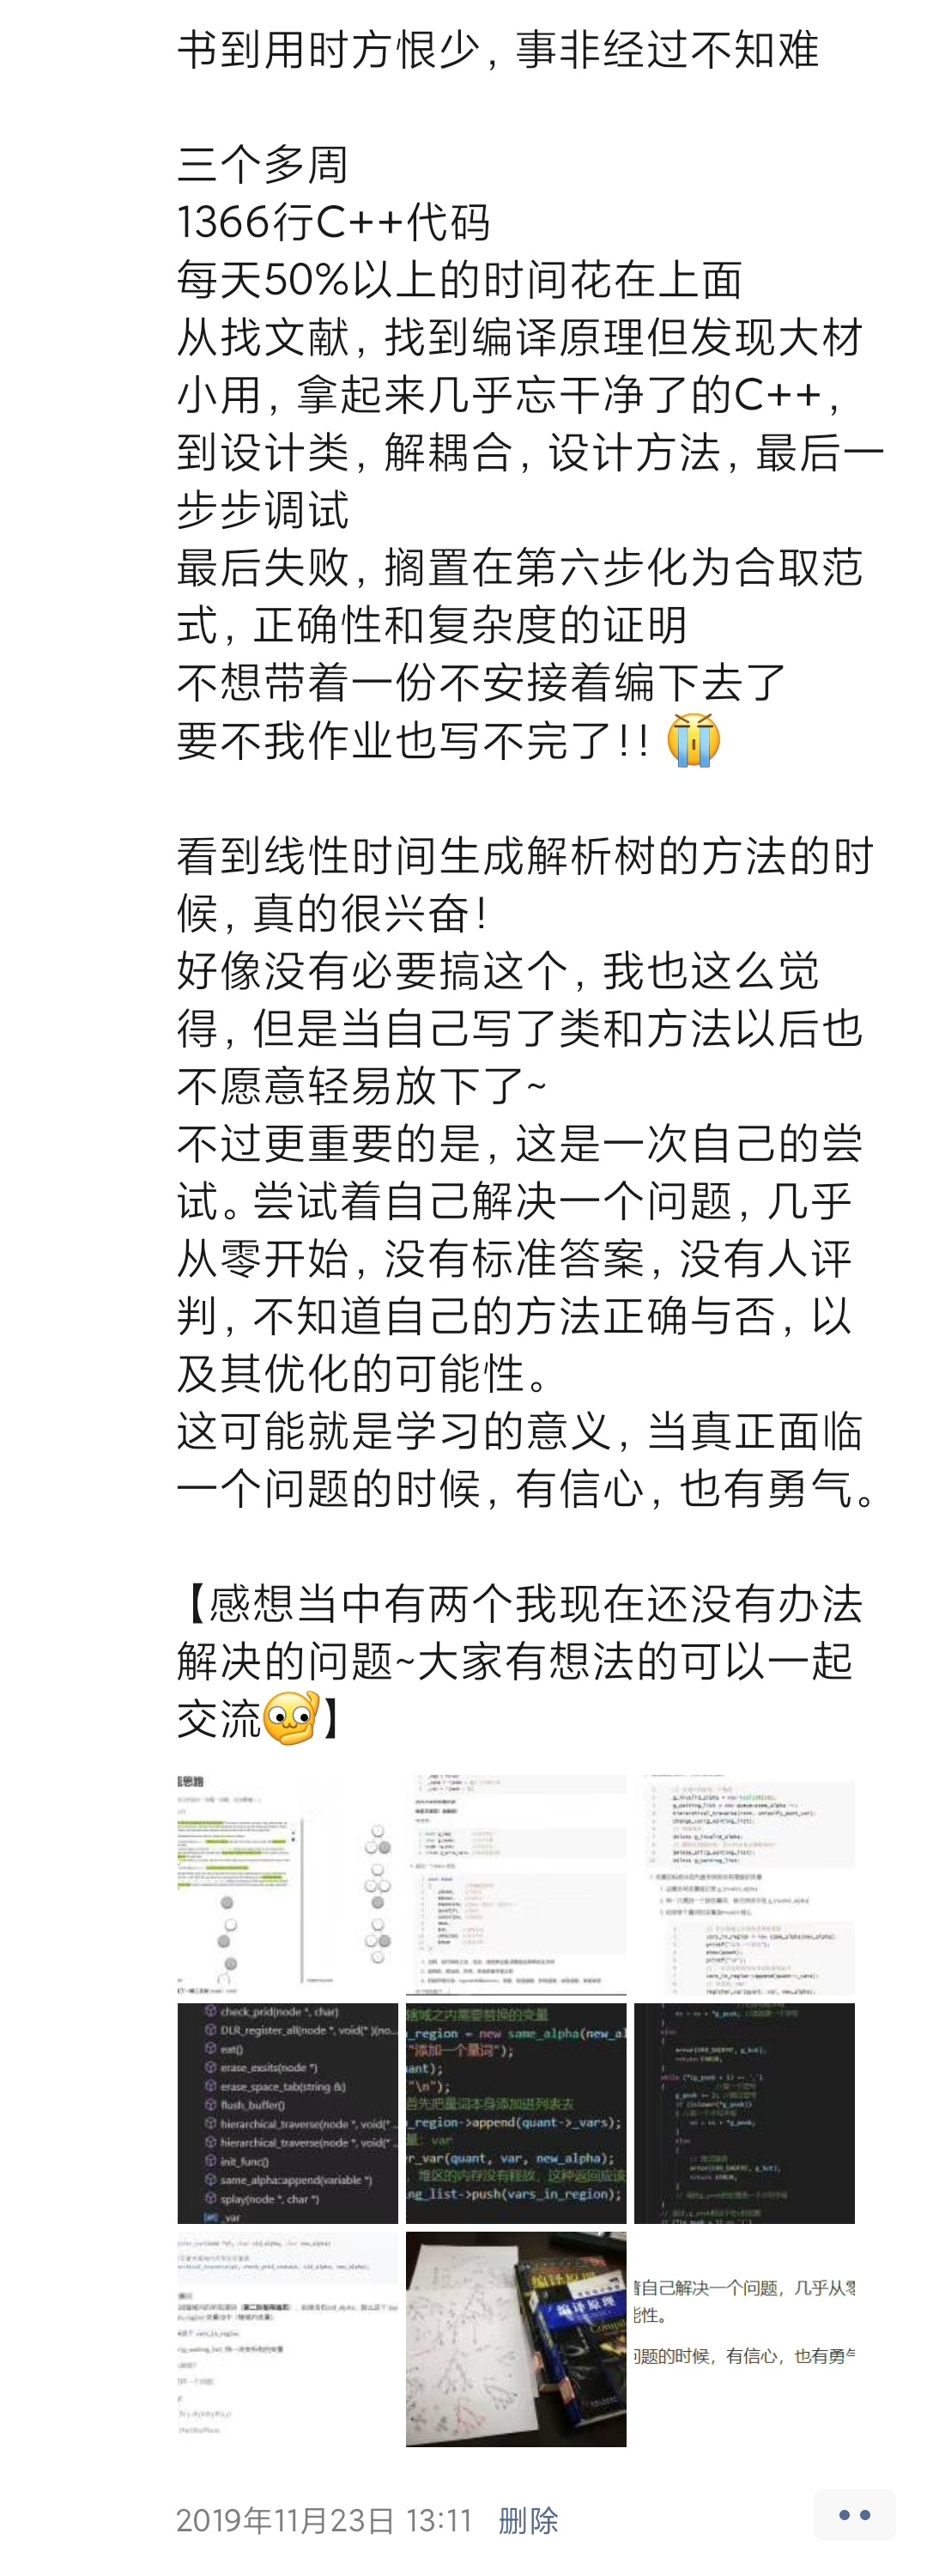 书到用时方恨少, 事非经过不知难
三个多周
1366行C++代码
每天50%以上的时间花在上面
从找文献, 找到编译原理但发现大材
小用, 拿起来几乎忘干净了的C++,
到设计类, 解耦合, 设计方法, 最后一
步步调试
最后失败, 搁置在第六步化为合取范
式, 正确性和复杂度的证明
不想带着一份不安接着编下去了
要不我作业也写不完了!! 😭
看到线性时间生成解析树的方法的时
候, 真的很兴奋!
好像没有必要搞这个, 我也这么觉
得, 但是当自己写了类和方法以后也
不愿意轻易放下了~
不过更重要的是, 这是一次自己的尝
试。尝试着自己解决一个问题, 几乎
从零开始, 没有标准答案, 没有人评
判, 不知道自己的方法正确与否, 以
及其优化的可能性。
这可能就是学习的意义, 当真正面临
一个问题的时候, 有信心, 也有勇气。
【感想当中有两个我现在还没有办法
解决的问题~大家有想法的可以一起
交流】
思路
check_prid(node *, char)
DLR_register_all(node *, void(* )(no...
eat()
erase_exsits(node *)
erase_space_tab(string &)
flush_buffer()
hierarchical_traverse(node *, void(* ...
hierarchical_traverse(node *, void(* ...
init_func()
same_alpha::append(variable *)
splay(node *, char *)
_var
辖域之内需要替换的变量
_region = new same_alpha(new_al
"添加一个量词");
ant);
"\n");
首先把量词本身添加进列表去
_region->append(quant->_vars);
量: var
r_var(quant, var, new_alpha);
堆区的内存没有释放, 这种返回应该
ng_list->push(vars_in_region);
编译原理
着自己解决一个问题, 几乎从零
能性。
问题的时候, 有信心, 也有勇气
2019年11月23日 13:11 删除